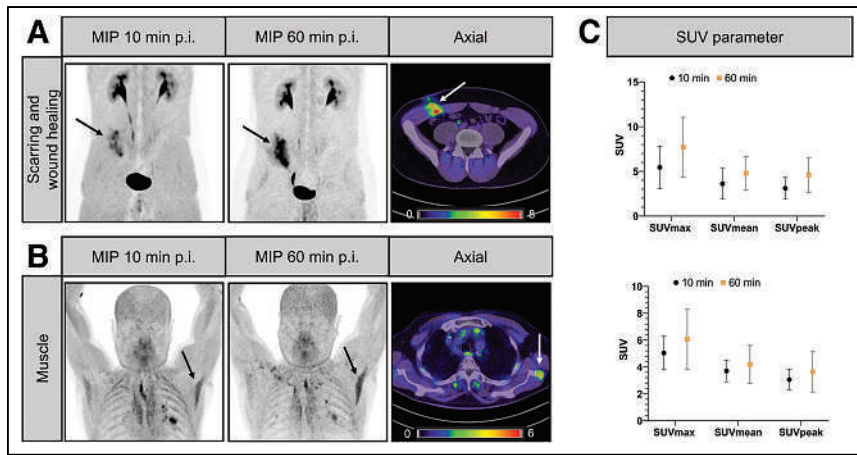 A
MIP 10 min p.i.
MIP 60 min p.i.
Axial
Scarring and
wound healing
0
8
B
MIP 10 min p.i.
MIP 60 min p.i.
Axial
Muscle
0
6
C
SUV parameter
10 min
60 min
15
10
5
0
SUV
SUVmax
SUVmean
SUVpeak
10 min
60 min
10
8
6
4
2
0
SUV
SUVmax
SUVmean
SUVpeak